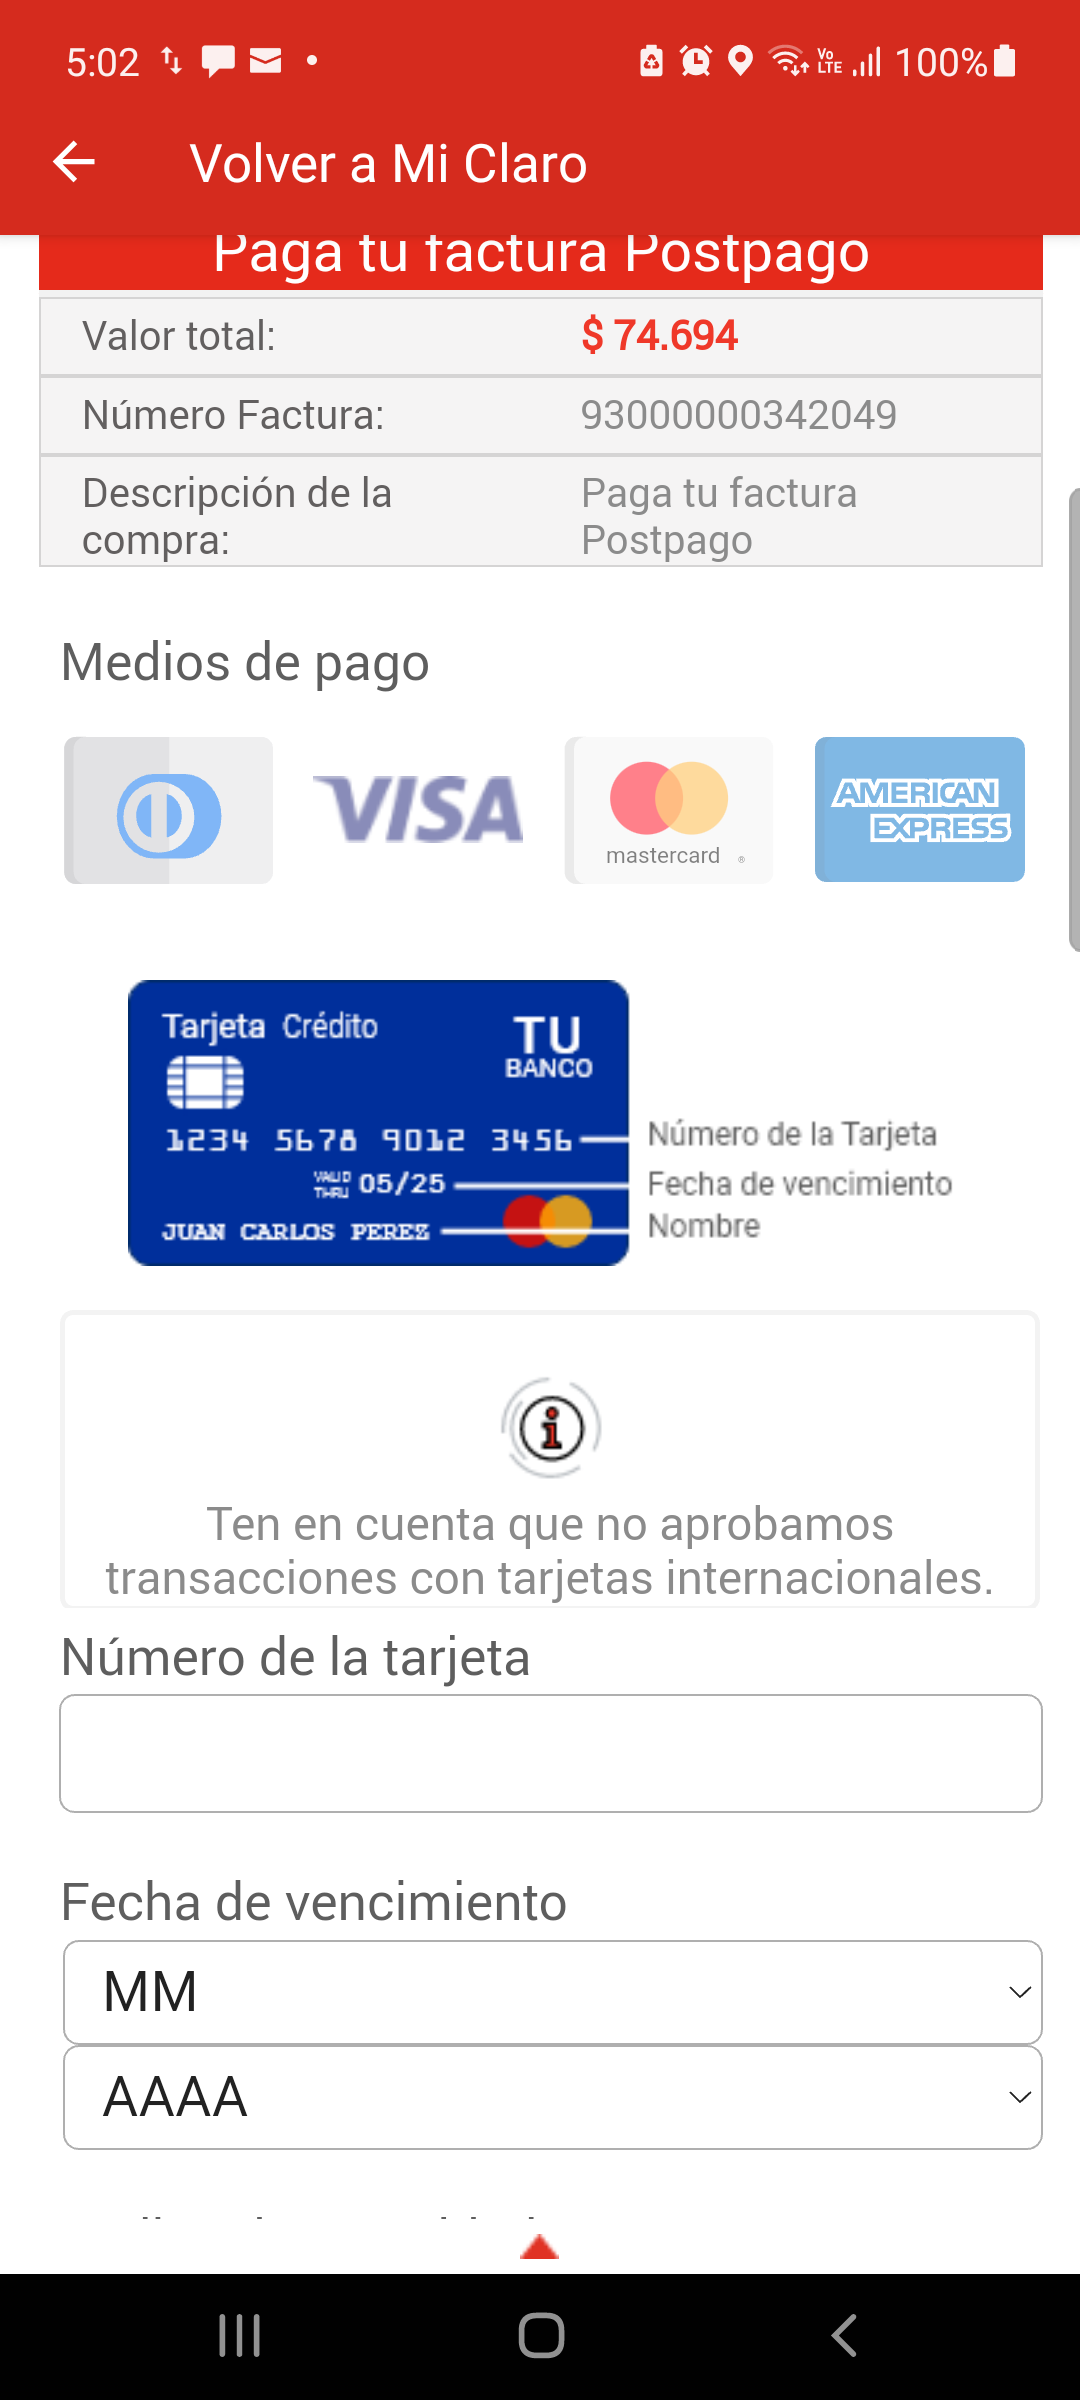 5:02
Vo LTE
100%
Volver a Mi Claro
Paga tu factura Postpago
Valor total: $ 74.694
Número Factura: 93000000342049
Descripción de la compra: Paga tu factura Postpago
Medios de pago
VISA
mastercard
AMERICAN EXPRESS
Tarjeta Crédito
TU
BANCO
1234 5678 9012 3456
Número de la Tarjeta
VALID THRU 05/25
Fecha de vencimiento
JUAN CARLOS PEREZ
Nombre
Ten en cuenta que no aprobamos
transacciones con tarjetas internacionales.
Número de la tarjeta
Fecha de vencimiento
MM
AAAA